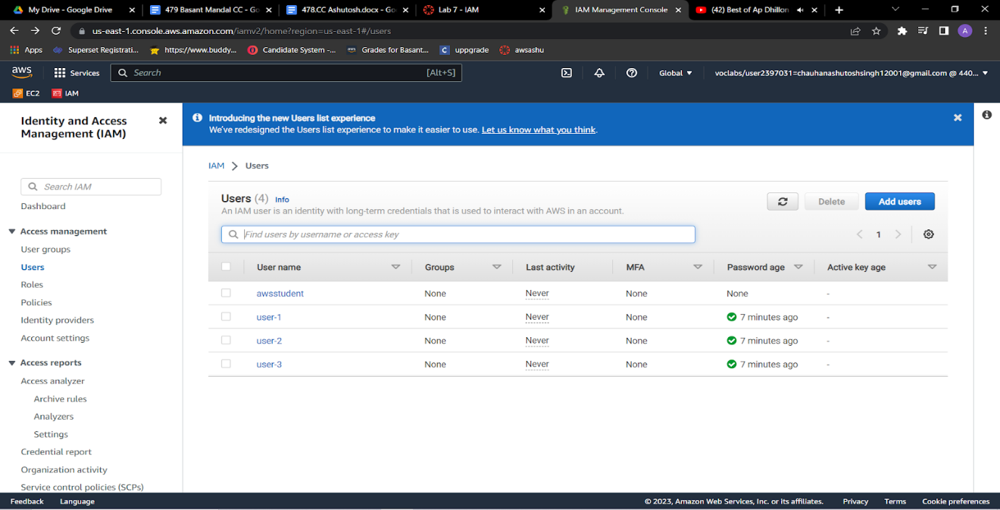 My Drive - Google Drive 479 Basant Mandal CC - Go 478.CC Ashutosh.docx - Go Lab 7 - IAM IAM Management Console (42) Best of Ap Dhillon
us-east-1.console.aws.amazon.com/iamv2/home?region=us-east-1#/users A
Apps Superset Registrati... https://www.buddy... Candidate System -... Grades for Basant... uppgrade awsashu
aws Services Search [Alt+S] Global voclabs/user2397031=chauhanashutoshsingh12001@gmail.com @ 440...
EC2 IAM
Identity and Access
Management (IAM)
Search IAM
Dashboard
Access management
User groups
Users
Roles
Policies
Identity providers
Account settings
Access reports
Access analyzer
Archive rules
Analyzers
Settings
Credential report
Organization activity
Service control policies (SCPs)
Introducing the new Users list experience
We've redesigned the Users list experience to make it easier to use. Let us know what you think.
IAM Users
Users (4) Info
An IAM user is an identity with long-term credentials that is used to interact with AWS in an account.
Delete Add users
Find users by username or access key
1
User name Groups Last activity MFA Password age Active key age
awsstudent None Never None None -
user-1 None Never None 7 minutes ago -
user-2 None Never None 7 minutes ago -
user-3 None Never None 7 minutes ago -
Feedback Language © 2023, Amazon Web Services, Inc. or its affiliates. Privacy Terms Cookie preferences